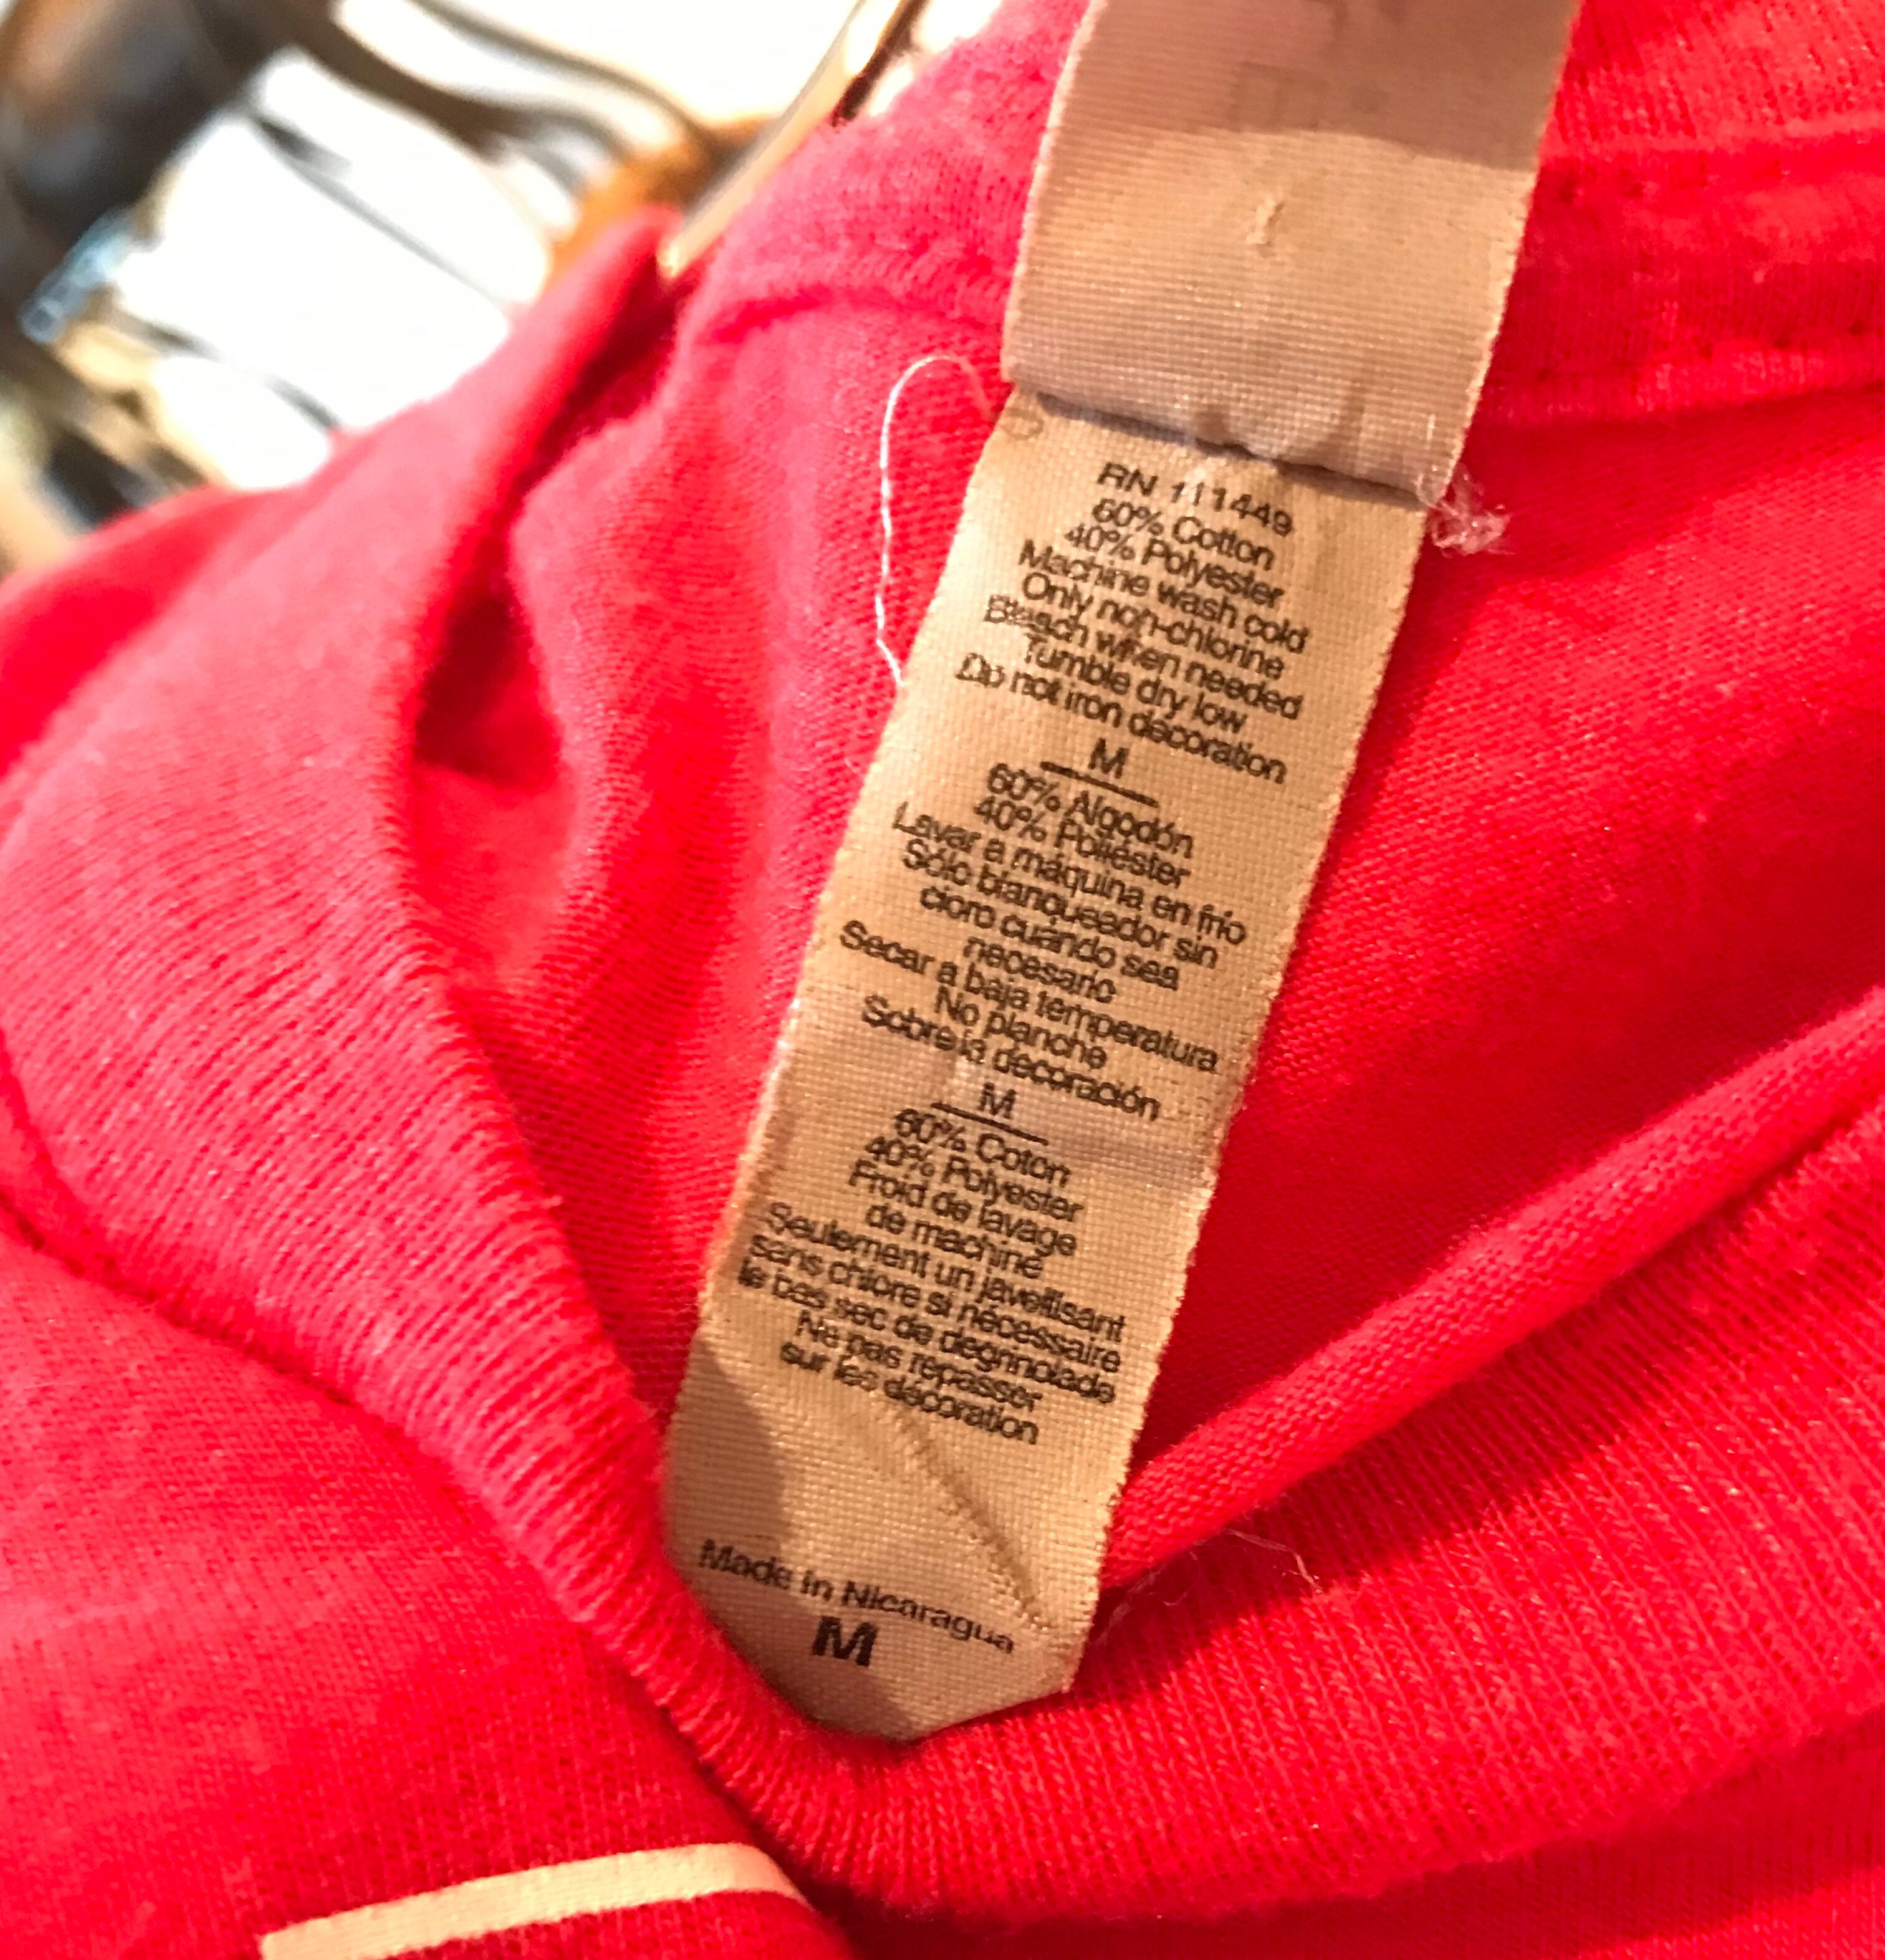 RN 111449
60% Cotton
40% Polyester
Machine wash cold
Only non-chlorine
Bleach when needed
Tumble dry low
Do not iron decoration
M
60% Algodón
40% Poliéster
Lavar a máquina en frío
Sólo blanqueador sin
cloro cuándo sea
necesario
Secar a baja temperatura
No planche
Sobre la decoración
M
60% Coton
40% Polyester
Froid de lavage
de machine
Seulement un javellisant
sans chlore si nécessaire
le bas sec de degringolade
Ne pas repasser
sur les décoration
Made in Nicaragua
M